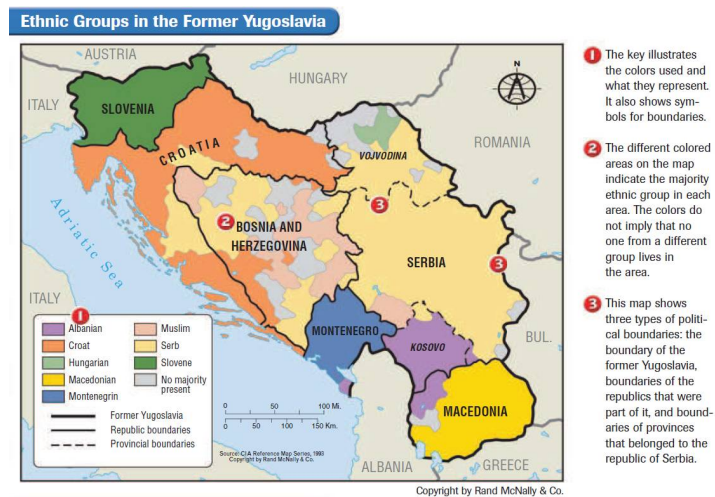 Ethnic Groups in the Former Yugoslavia
AUSTRIA
HUNGARY
ITALY
SLOVENIA
N
CROATIA
ROMANIA
VOJVODINA
3
2
BOSNIA AND
HERZEGOVINA
Adriatic Sea
SERBIA
3
ITALY
MONTENEGRO
KOSOVO
BUL.
MACEDONIA
ALBANIA
GREECE
1
Albanian
Croat
Hungarian
Macedonian
Montenegrin
Muslim
Serb
Slovene
No majority
present
Former Yugoslavia
Republic boundaries
Provincial boundaries
0 50 100 Mi.
0 50 100 150 Km.
Source: CIA Reference Map Series, 1993
Copyright by Rand McNally & Co.
Copyright by Rand McNally & Co.
1 The key illustrates
the colors used and
what they represent.
It also shows sym-
bols for boundaries.
2 The different colored
areas on the map
indicate the majority
ethnic group in each
area. The colors do
not imply that no
one from a different
group lives in
the area.
3 This map shows
three types of politi-
cal boundaries: the
boundary of the
former Yugoslavia,
boundaries of the
republics that were
part of it, and bound-
aries of provinces
that belonged to the
republic of Serbia.